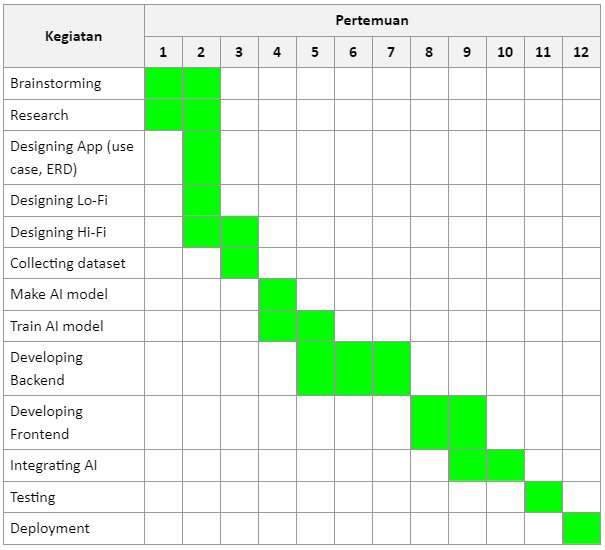 Kegiatan
Pertemuan
1 2 3 4 5 6 7 8 9 10 11 12
Brainstorming
Research
Designing App (use
case, ERD)
Designing Lo-Fi
Designing Hi-Fi
Collecting dataset
Make AI model
Train AI model
Developing
Backend
Developing
Frontend
Integrating AI
Testing
Deployment